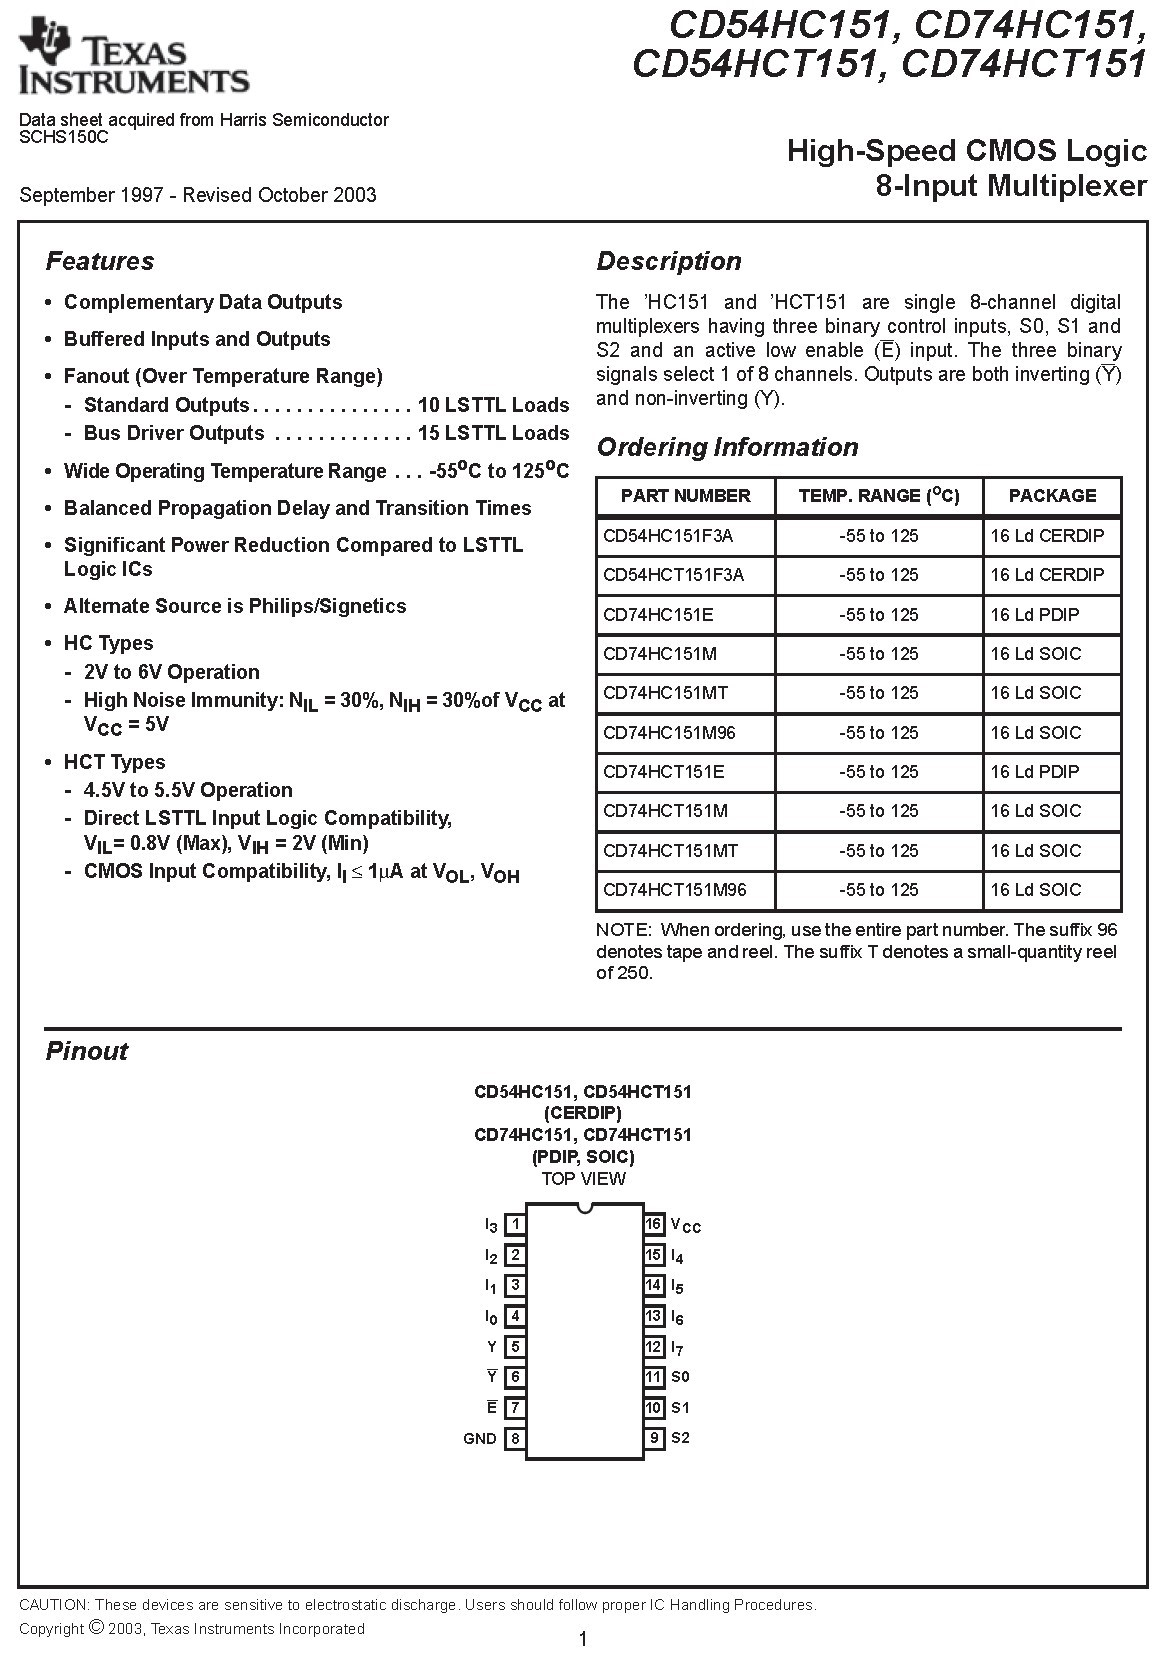 TEXAS
INSTRUMENTS
CD54HC151, CD74HC151,
CD54HCT151, CD74HCT151
Data sheet acquired from Harris Semiconductor
SCHS150C
High-Speed CMOS Logic
8-Input Multiplexer
September 1997 - Revised October 2003
Features
• Complementary Data Outputs
• Buffered Inputs and Outputs
• Fanout (Over Temperature Range)
- Standard Outputs . . . . . . . . . . . . . . . 10 LSTTL Loads
- Bus Driver Outputs . . . . . . . . . . . . . 15 LSTTL Loads
• Wide Operating Temperature Range . . . -55oC to 125oC
• Balanced Propagation Delay and Transition Times
• Significant Power Reduction Compared to LSTTL
Logic ICs
• Alternate Source is Philips/Signetics
• HC Types
- 2V to 6V Operation
- High Noise Immunity: NIL = 30%, NIH = 30%of VCC at
VCC = 5V
• HCT Types
- 4.5V to 5.5V Operation
- Direct LSTTL Input Logic Compatibility,
VIL= 0.8V (Max), VIH = 2V (Min)
- CMOS Input Compatibility, II ≤ 1μA at VOL, VOH
Description
The ’HC151 and ’HCT151 are single 8-channel digital
multiplexers having three binary control inputs, S0, S1 and
S2 and an active low enable (E̅) input. The three binary
signals select 1 of 8 channels. Outputs are both inverting (Y̅)
and non-inverting (Y).
Ordering Information
PART NUMBER TEMP. RANGE (oC) PACKAGE
CD54HC151F3A -55 to 125 16 Ld CERDIP
CD54HCT151F3A -55 to 125 16 Ld CERDIP
CD74HC151E -55 to 125 16 Ld PDIP
CD74HC151M -55 to 125 16 Ld SOIC
CD74HC151MT -55 to 125 16 Ld SOIC
CD74HC151M96 -55 to 125 16 Ld SOIC
CD74HCT151E -55 to 125 16 Ld PDIP
CD74HCT151M -55 to 125 16 Ld SOIC
CD74HCT151MT -55 to 125 16 Ld SOIC
CD74HCT151M96 -55 to 125 16 Ld SOIC
NOTE: When ordering, use the entire part number. The suffix 96
denotes tape and reel. The suffix T denotes a small-quantity reel
of 250.
Pinout
CD54HC151, CD54HCT151
(CERDIP)
CD74HC151, CD74HCT151
(PDIP, SOIC)
TOP VIEW
I3 1 16 VCC
I2 2 15 I4
I1 3 14 I5
I0 4 13 I6
Y 5 12 I7
Y̅ 6 11 S0
E̅ 7 10 S1
GND 8 9 S2
CAUTION: These devices are sensitive to electrostatic discharge. Users should follow proper IC Handling Procedures.
Copyright © 2003, Texas Instruments Incorporated
1